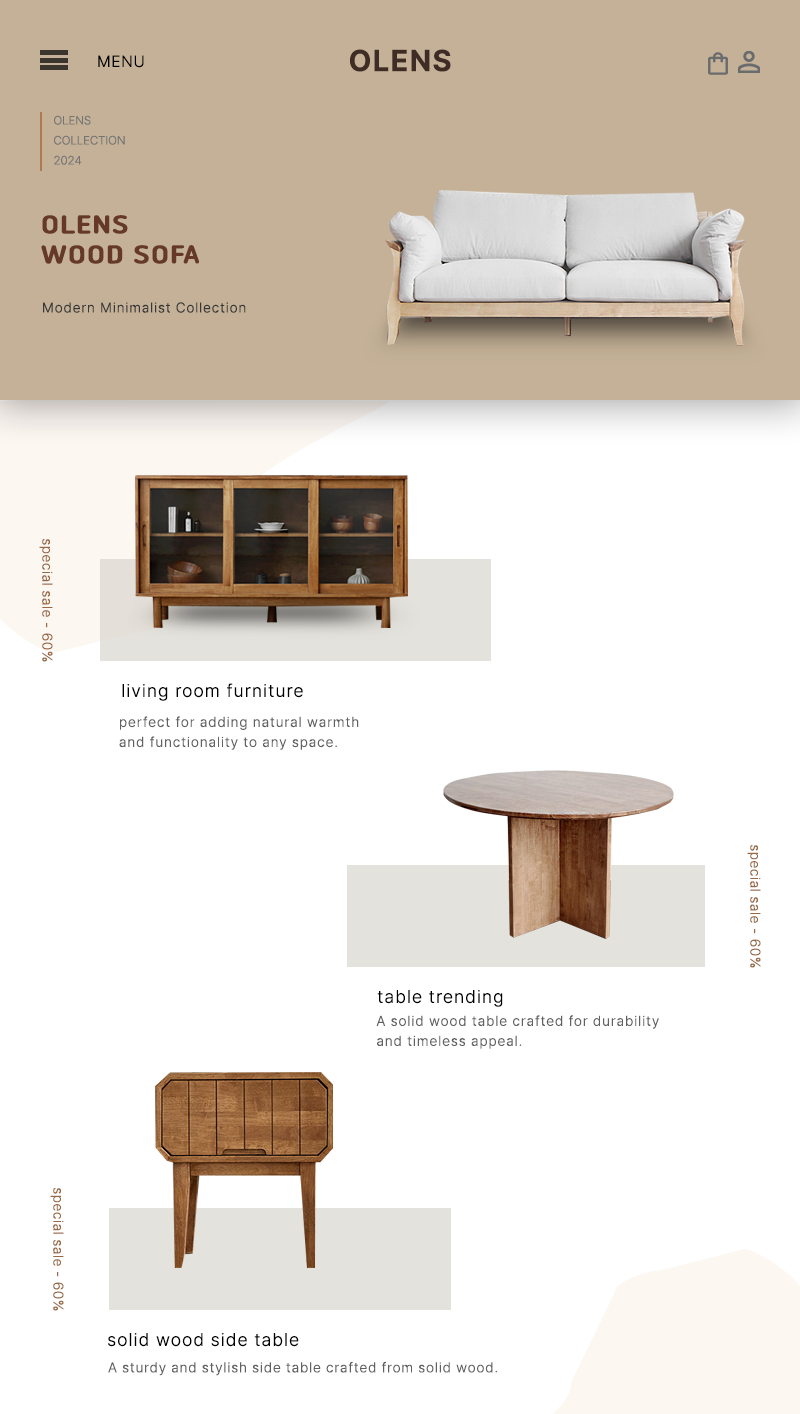 MENU
OLENS
OLENS
COLLECTION
2024
OLENS
WOOD SOFA
Modern Minimalist Collection
special sale - 60%
living room furniture
perfect for adding natural warmth
and functionality to any space.
special sale - 60%
table trending
A solid wood table crafted for durability
and timeless appeal.
special sale - 60%
solid wood side table
A sturdy and stylish side table crafted from solid wood.